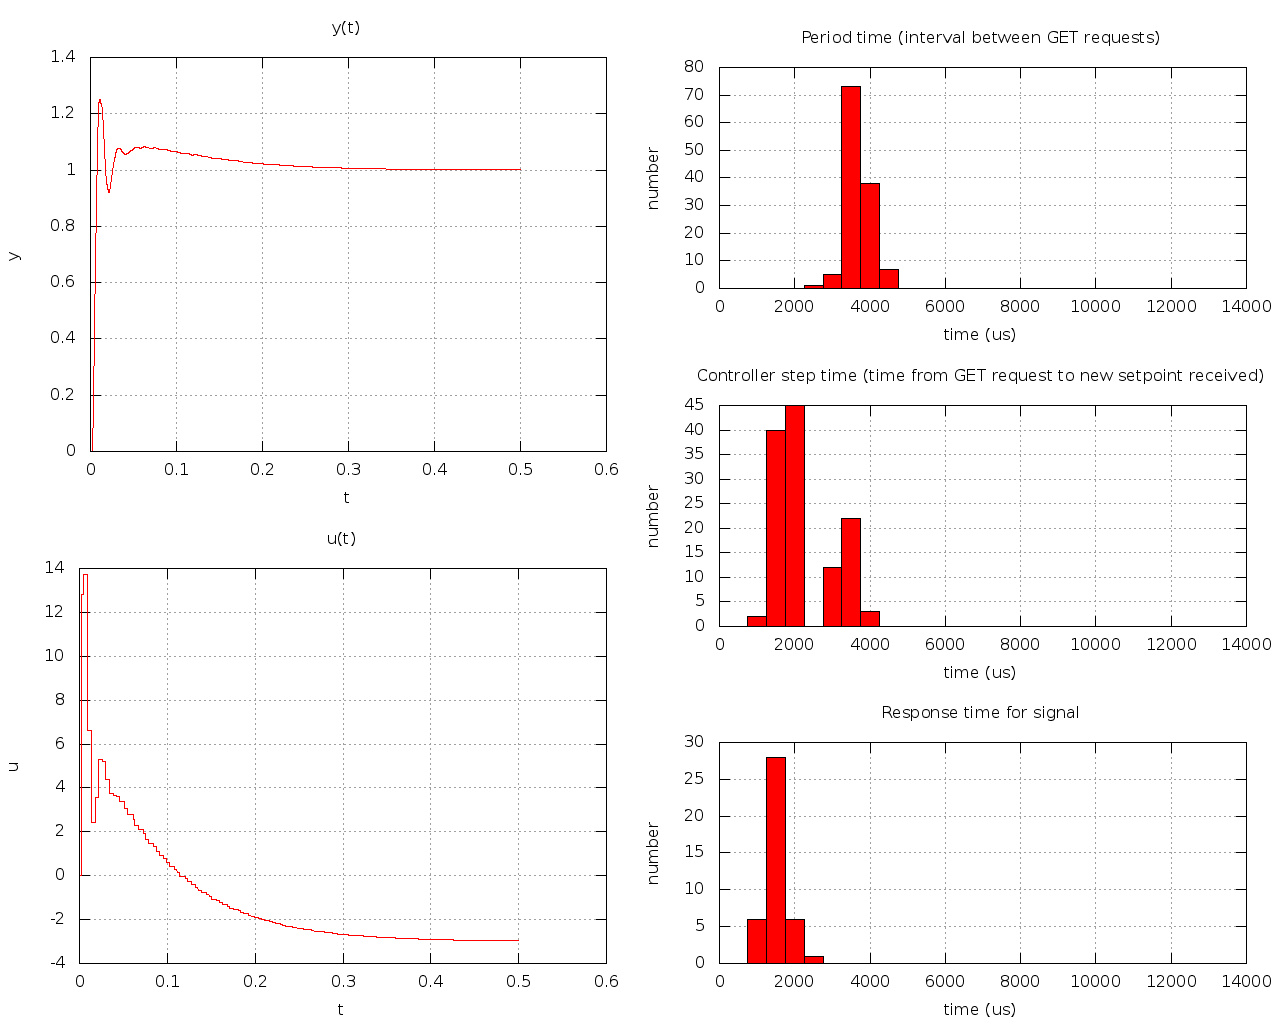 y(t)
1.4
1.2
1
0.8
0.6
0.4
0.2
0
y
0 0.1 0.2 0.3 0.4 0.5 0.6
t
u(t)
14
12
10
8
6
4
2
0
-2
-4
u
0 0.1 0.2 0.3 0.4 0.5 0.6
t
Period time (interval between GET requests)
80
70
60
50
40
30
20
10
0
number
0 2000 4000 6000 8000 10000 12000 14000
time (us)
Controller step time (time from GET request to new setpoint received)
45
40
35
30
25
20
15
10
5
0
number
0 2000 4000 6000 8000 10000 12000 14000
time (us)
Response time for signal
30
25
20
15
10
5
0
number
0 2000 4000 6000 8000 10000 12000 14000
time (us)